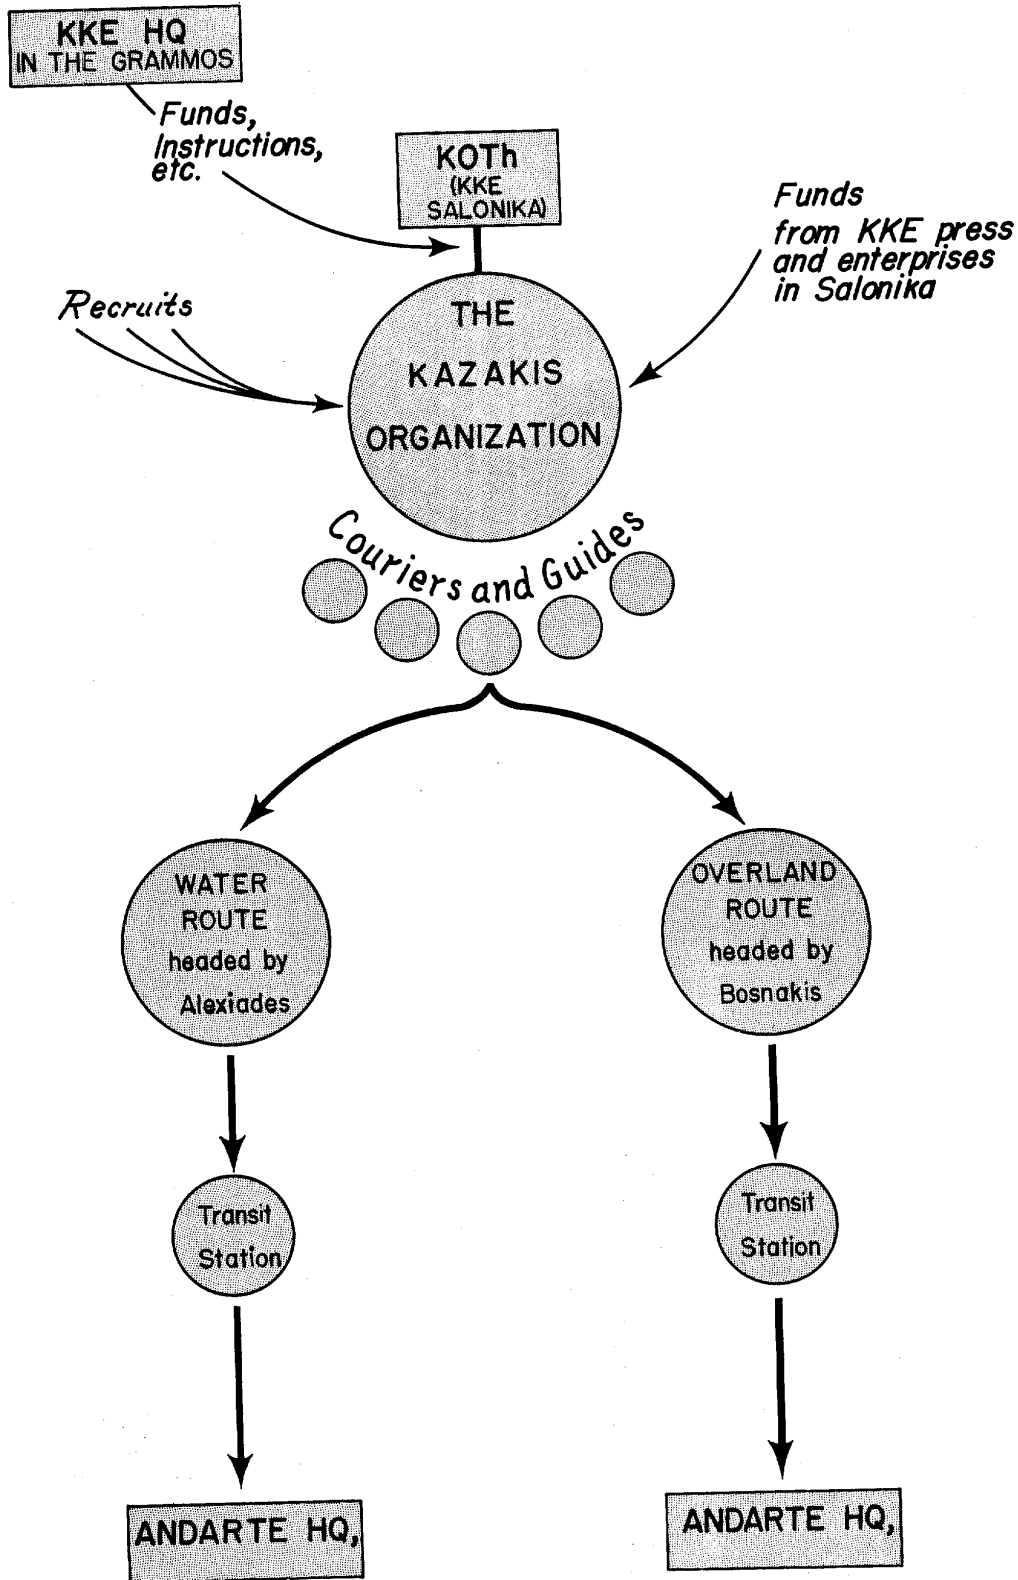 KKE HQ
IN THE GRAMMOS
Funds,
Instructions,
etc.
KOTh
(KKE
SALONIKA)
Funds
from KKE press
and enterprises
in Salonika
Recruits
THE
KAZAKIS
ORGANIZATION
Couriers and Guides
WATER
ROUTE
headed by
Alexiades
OVERLAND
ROUTE
headed by
Bosnakis
Transit
Station
Transit
Station
ANDARTE HQ,
ANDARTE HQ,